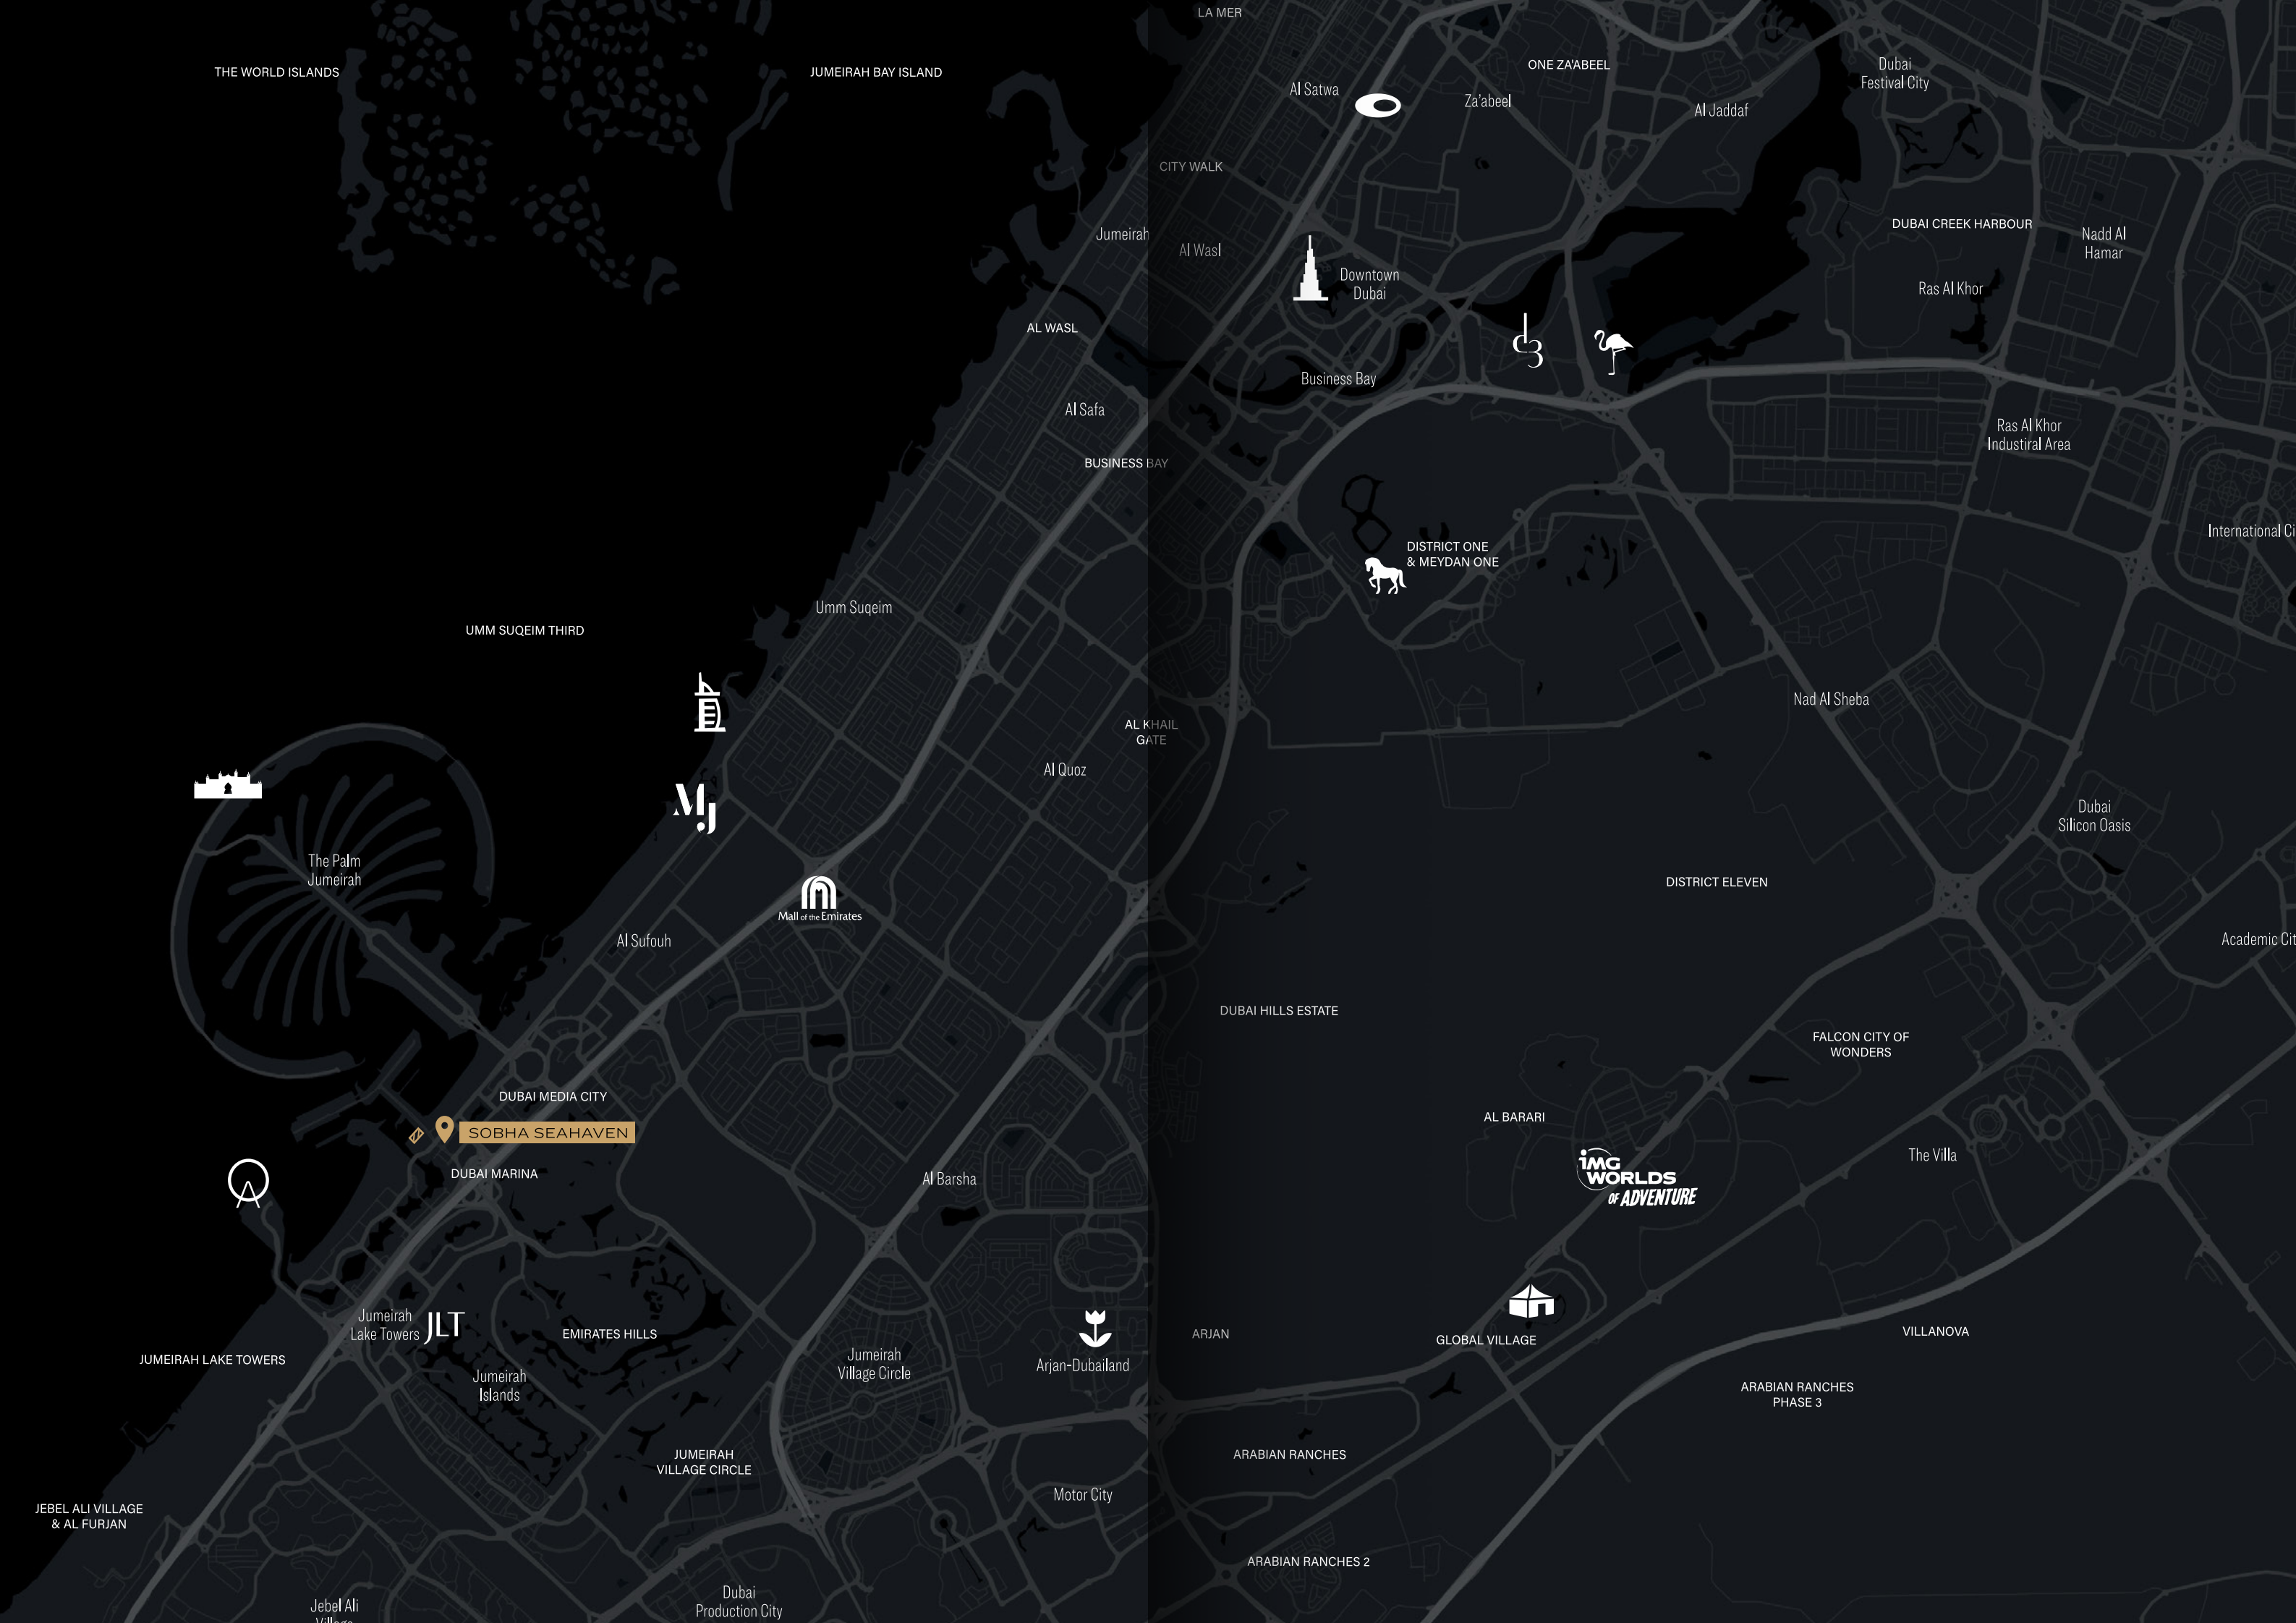 LA MER
THE WORLD ISLANDS
JUMEIRAH BAY ISLAND
Al Satwa
ONE ZA'ABEEL
Za'abeel
Al Jaddaf
Dubai
Festival City
CITY WALK
Jumeirah
Al Wasl
Downtown
Dubai
DUBAI CREEK HARBOUR
Nadd Al
Hamar
Ras Al Khor
AL WASL
d3
Business Bay
Al Safa
BUSINESS BAY
Ras Al Khor
Industiral Area
International Ci
DISTRICT ONE
& MEYDAN ONE
Umm Suqeim
UMM SUQEIM THIRD
Nad Al Sheba
AL KHAIL
GATE
Al Quoz
MJ
Dubai
Silicon Oasis
The Palm
Jumeirah
Mall of the Emirates
DISTRICT ELEVEN
Al Sufouh
Academic Cit
DUBAI HILLS ESTATE
FALCON CITY OF
WONDERS
DUBAI MEDIA CITY
SOBHA SEAHAVEN
AL BARARI
DUBAI MARINA
Al Barsha
IMG
WORLDS
OF ADVENTURE
The Villa
Jumeirah
Lake Towers
JLT
EMIRATES HILLS
JUMEIRAH LAKE TOWERS
Jumeirah
Islands
Jumeirah
Village Circle
Arjan-Dubailand
ARJAN
GLOBAL VILLAGE
VILLANOVA
ARABIAN RANCHES
PHASE 3
JUMEIRAH
VILLAGE CIRCLE
ARABIAN RANCHES
Motor City
JEBEL ALI VILLAGE
& AL FURJAN
ARABIAN RANCHES 2
Jebel Ali
Village
Dubai
Production City